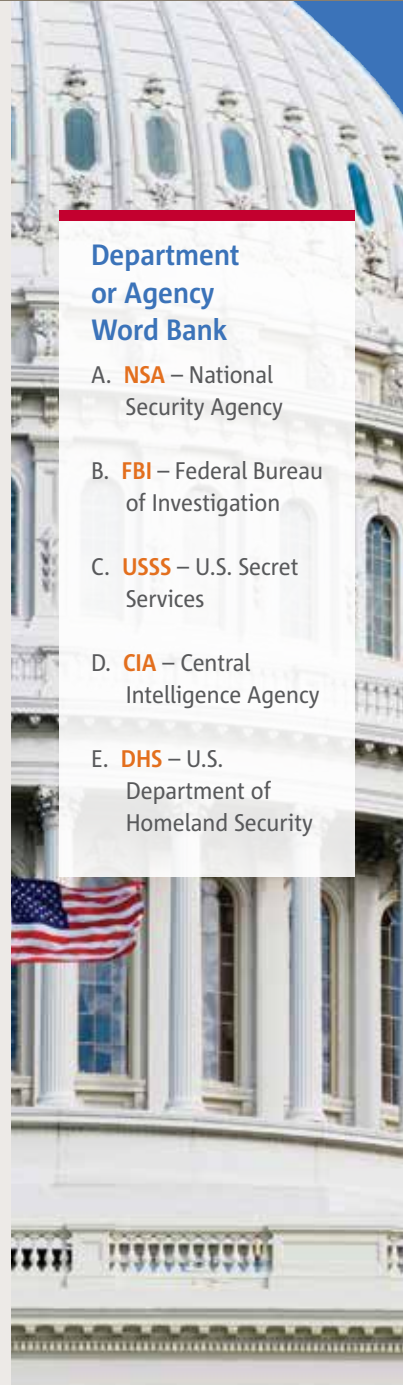 Department
or Agency
Word Bank
A. NSA – National
Security Agency
B. FBI – Federal Bureau
of Investigation
C. USSS – U.S. Secret
Services
D. CIA – Central
Intelligence Agency
E. DHS – U.S.
Department of
Homeland Security